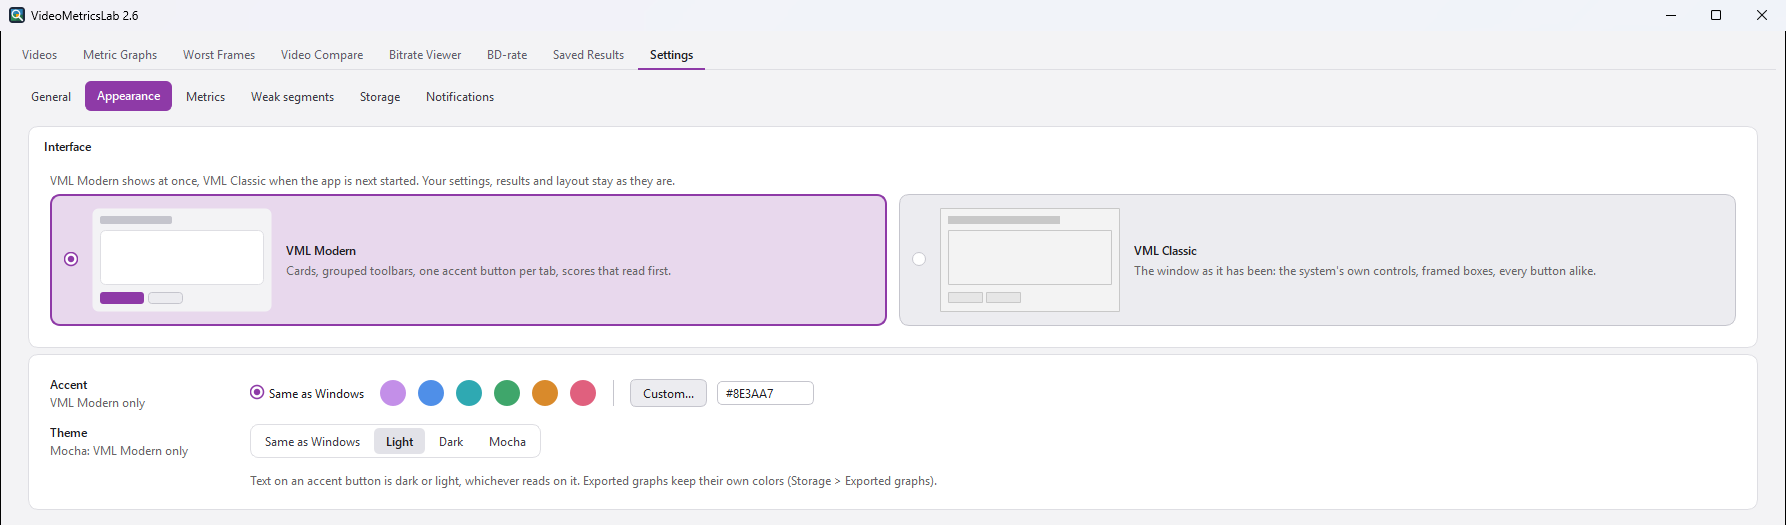 VideoMetricsLab 2.6
Videos Metric Graphs Worst Frames Video Compare Bitrate Viewer BD-rate Saved Results Settings
General Appearance Metrics Weak segments Storage Notifications
Interface
VML Modern shows at once, VML Classic when the app is next started. Your settings, results and layout stay as they are.
VML Modern
Cards, grouped toolbars, one accent button per tab, scores that read first.
VML Classic
The window as it has been: the system's own controls, framed boxes, every button alike.
Accent
VML Modern only
Same as Windows Custom... #8E3AA7
Theme
Mocha: VML Modern only
Same as Windows Light Dark Mocha
Text on an accent button is dark or light, whichever reads on it. Exported graphs keep their own colors (Storage > Exported graphs).